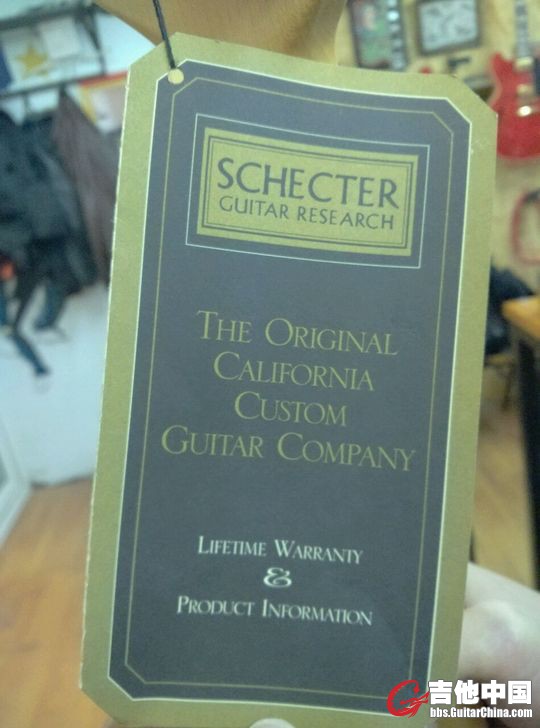 SCHECTER
GUITAR RESEARCH
THE ORIGINAL
CALIFORNIA
CUSTOM
GUITAR COMPANY
LIFETIME WARRANTY
&
PRODUCT INFORMATION
吉他中国
bbs.GuitarChina.com